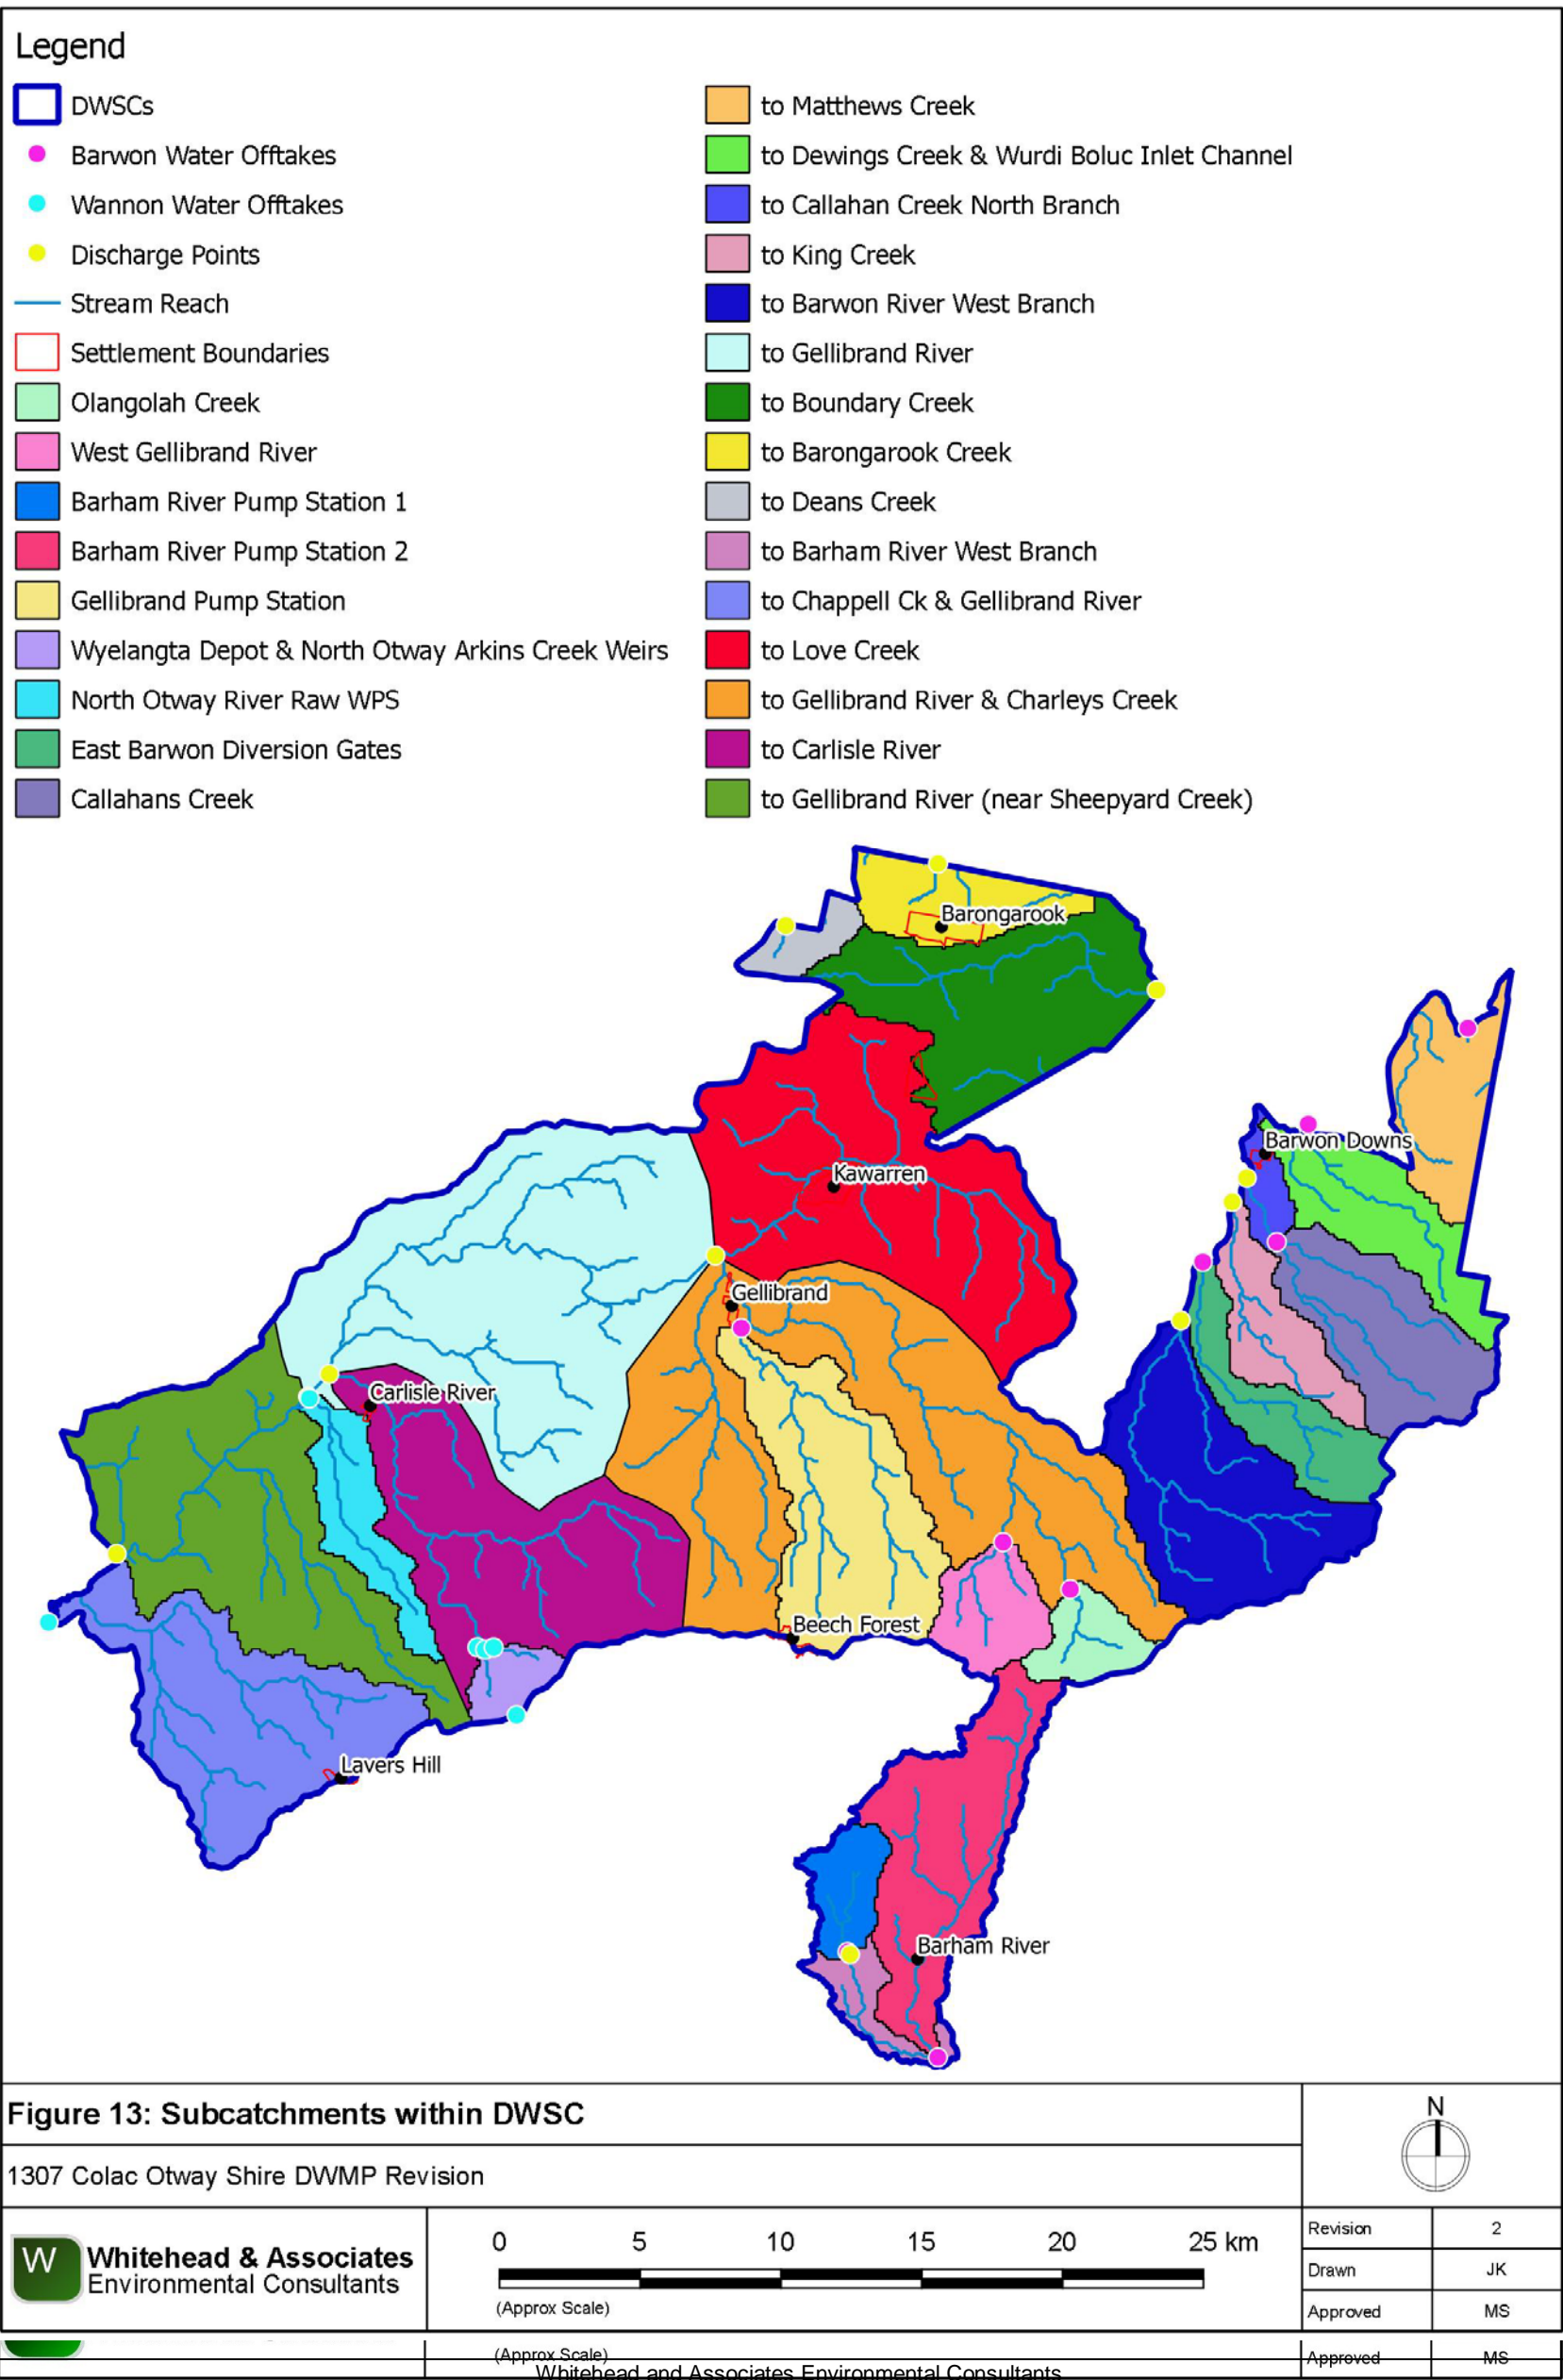 Legend
DWSCs
Barwon Water Offtakes
Wannon Water Offtakes
Discharge Points
Stream Reach
Settlement Boundaries
Olangolah Creek
West Gellibrand River
Barham River Pump Station 1
Barham River Pump Station 2
Gellibrand Pump Station
Wyelangta Depot & North Otway Arkins Creek Weirs
North Otway River Raw WPS
East Barwon Diversion Gates
Callahans Creek
to Matthews Creek
to Dewings Creek & Wurdi Boluc Inlet Channel
to Callahan Creek North Branch
to King Creek
to Barwon River West Branch
to Gellibrand River
to Boundary Creek
to Barongarook Creek
to Deans Creek
to Barham River West Branch
to Chappell Ck & Gellibrand River
to Love Creek
to Gellibrand River & Charleys Creek
to Carlisle River
to Gellibrand River (near Sheepyard Creek)
Barongarook
Barwon Downs
Kawarren
Gellibrand
Carlisle River
Beech Forest
Lavers Hill
Barham River
Figure 13: Subcatchments within DWSC
1307 Colac Otway Shire DWMP Revision
N
W
Whitehead & Associates
Environmental Consultants
0 5 10 15 20 25 km
(Approx Scale)
Revision 2
Drawn JK
Approved MS
(Approx Scale)
Approved MS
Whitehead and Associates Environmental Consultants